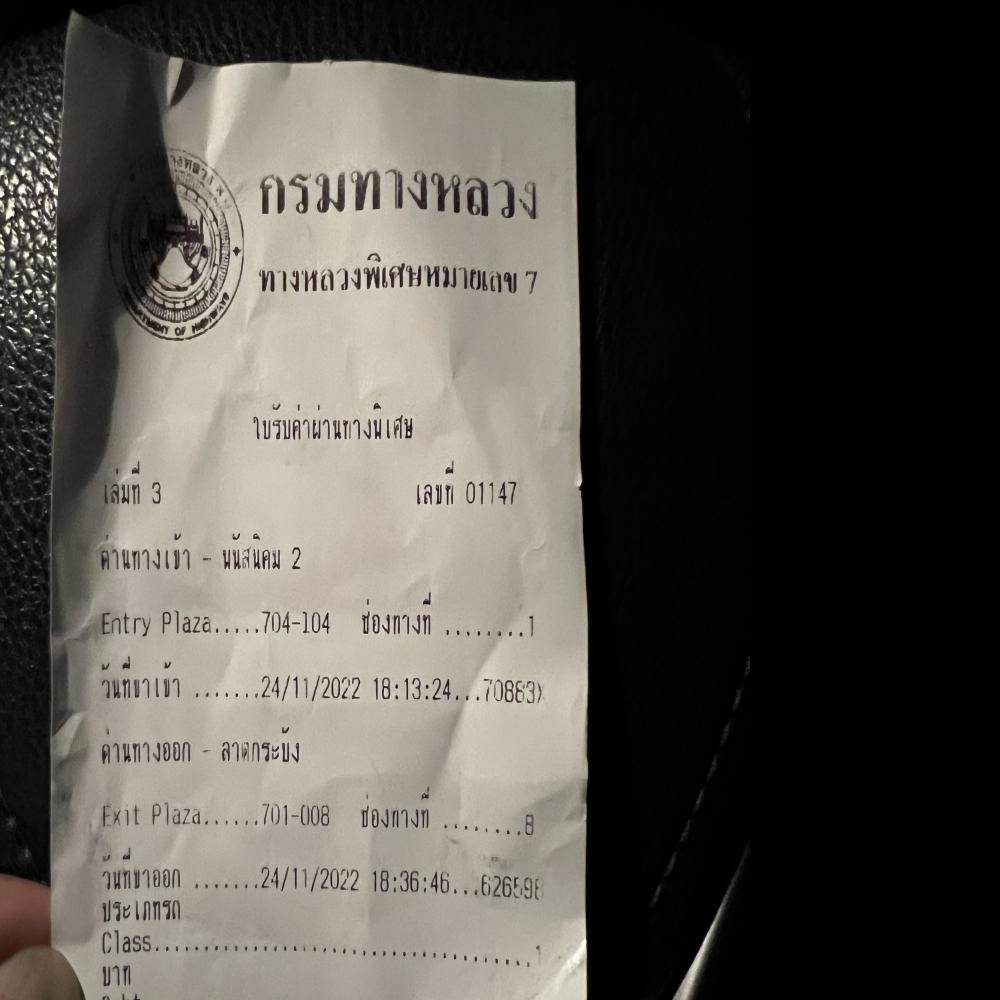 กรมทางหลวง
ทางหลวงพิเศษหมายเลข 7
OF HIGHWAYS
ใบรับค่าผ่านทางพิเศษ
เล่มที่ 3 เลขที่ 01147
ด่านทางเข้า - พนัสนิคม 2
Entry Plaza.....704-104 ช่องทางที่ ........1
วันที่ขาเข้า .......24/11/2022 18:13:24...70883X
ด่านทางออก - ลาดกระบัง
Exit Plaza......701-008 ช่องทางที่ ........8
วันที่ขาออก .......24/11/2022 18:36:46...626598
ประเภทรถ
Class.......................................1
บาท